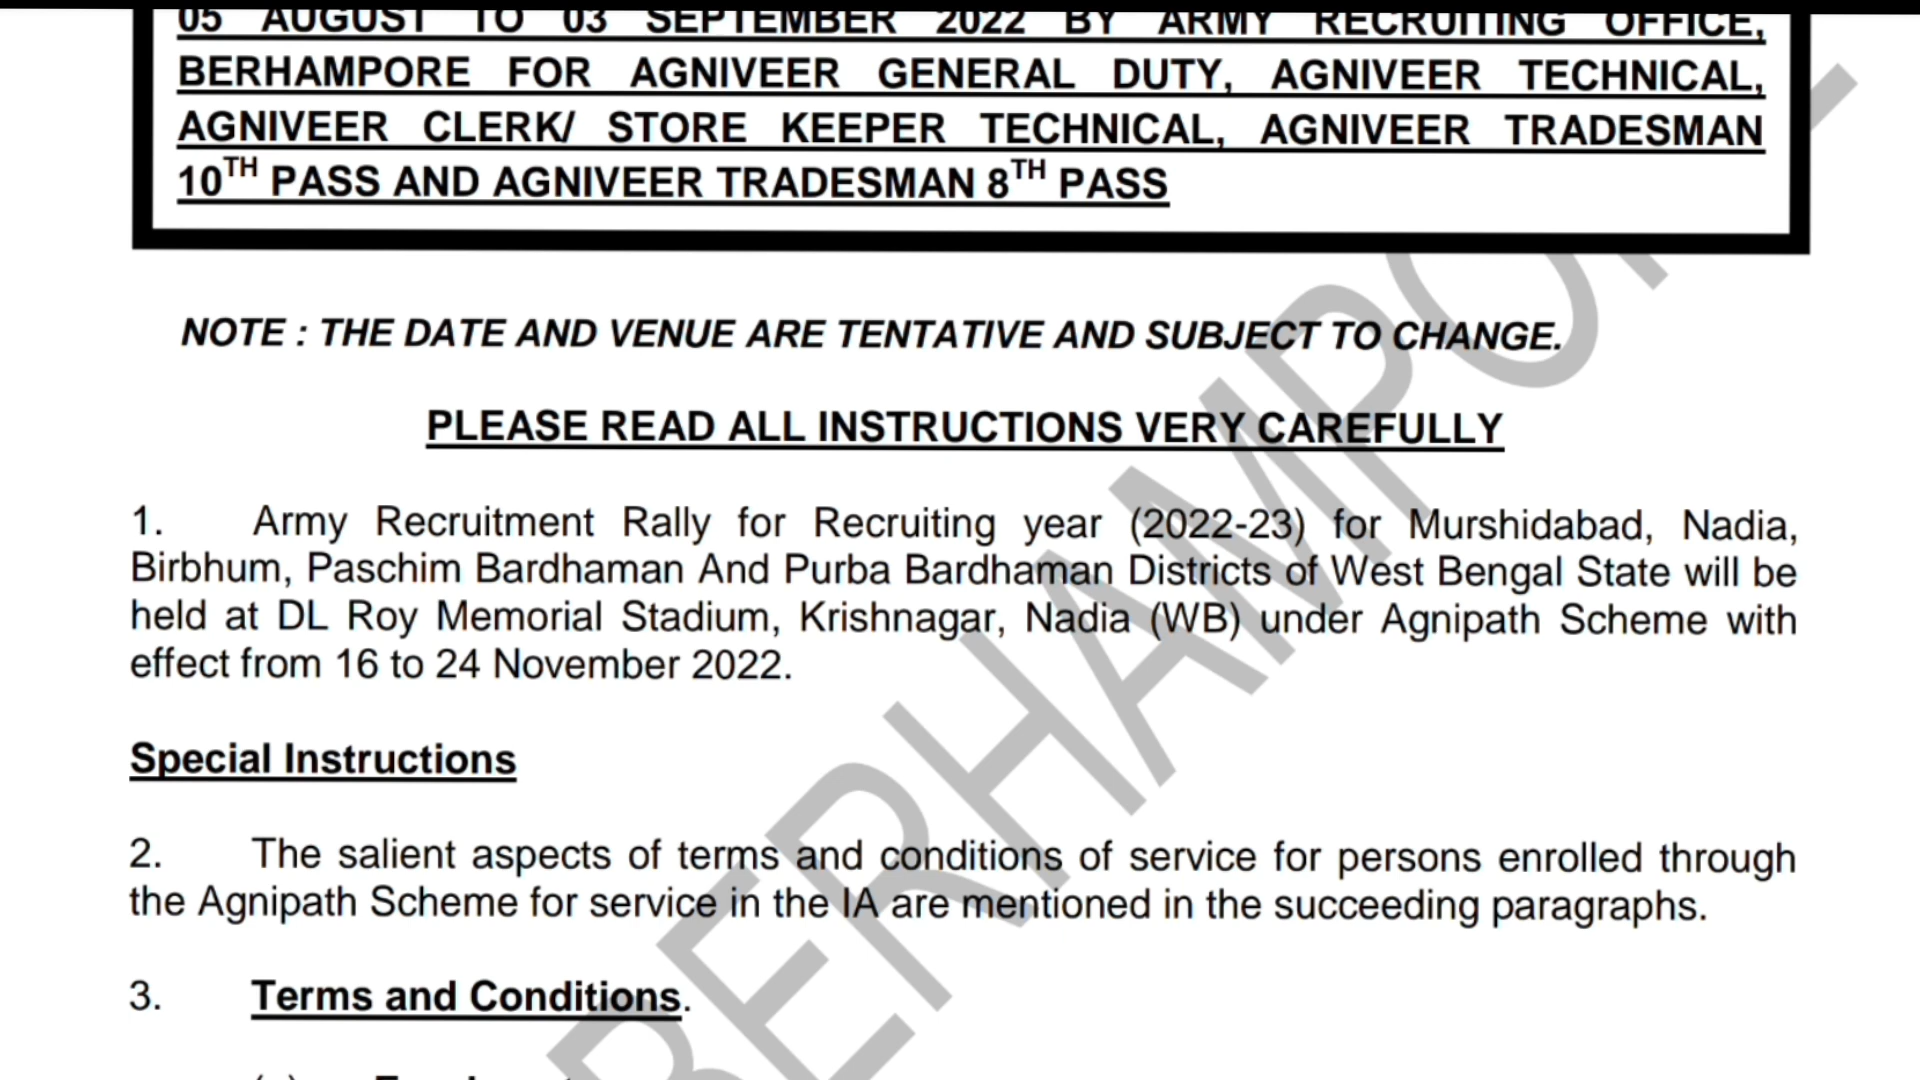 05 AUGUST TO 03 SEPTEMBER 2022 BY ARMY RECRUITING OFFICE,
BERHAMPORE FOR AGNIVEER GENERAL DUTY, AGNIVEER TECHNICAL,
AGNIVEER CLERK/ STORE KEEPER TECHNICAL, AGNIVEER TRADESMAN
10TH PASS AND AGNIVEER TRADESMAN 8TH PASS
NOTE : THE DATE AND VENUE ARE TENTATIVE AND SUBJECT TO CHANGE.
PLEASE READ ALL INSTRUCTIONS VERY CAREFULLY
1. Army Recruitment Rally for Recruiting year (2022-23) for Murshidabad, Nadia,
Birbhum, Paschim Bardhaman And Purba Bardhaman Districts of West Bengal State will be
held at DL Roy Memorial Stadium, Krishnagar, Nadia (WB) under Agnipath Scheme with
effect from 16 to 24 November 2022.
Special Instructions
2. The salient aspects of terms and conditions of service for persons enrolled through
the Agnipath Scheme for service in the IA are mentioned in the succeeding paragraphs.
3. Terms and Conditions.